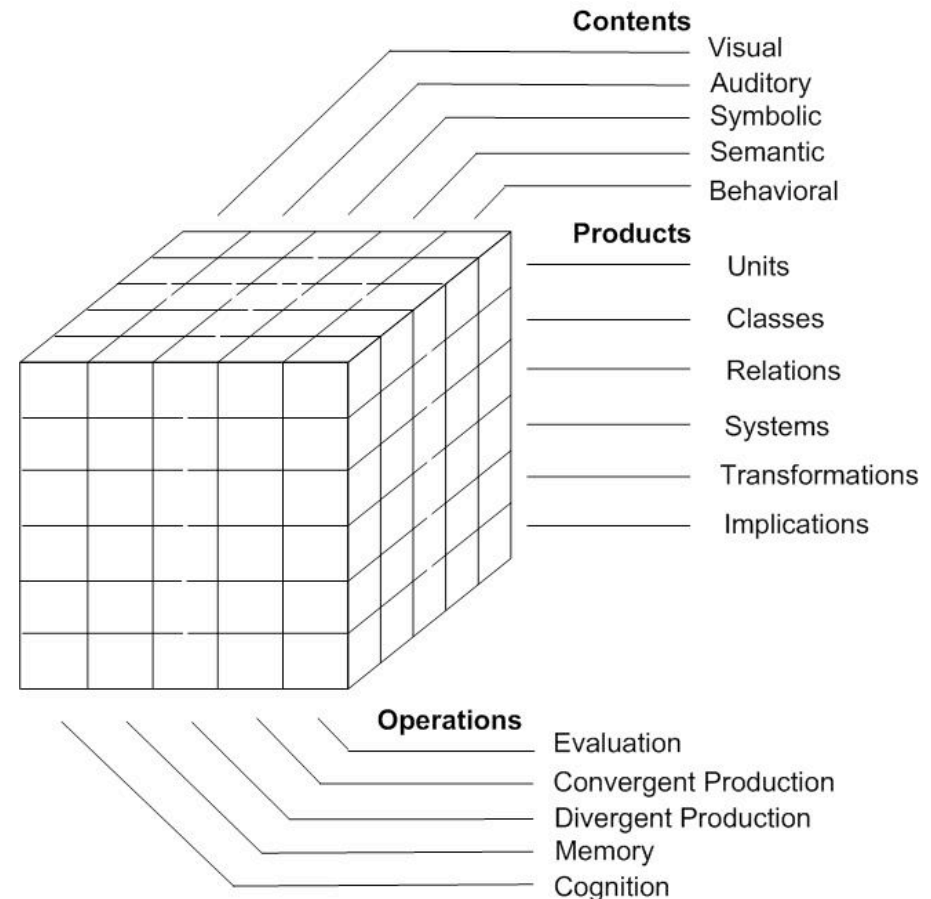 Contents
Visual
Auditory
Symbolic
Semantic
Behavioral
Products
Units
Classes
Relations
Systems
Transformations
Implications
Operations
Evaluation
Convergent Production
Divergent Production
Memory
Cognition